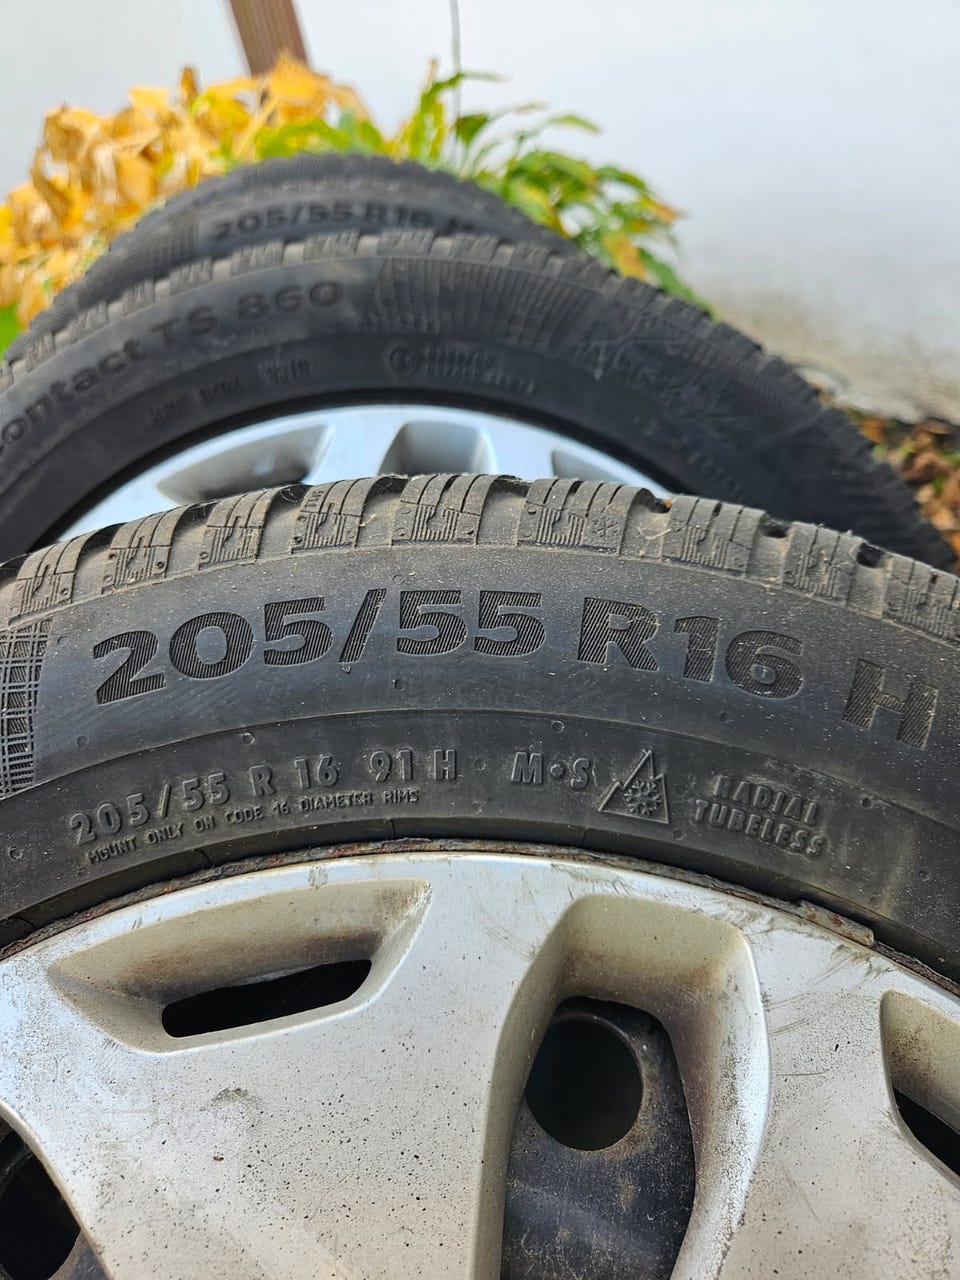 205/55 R16 H
contact TS 860
205/55 R16 H
205/55 R 16 91 H · M•S
MOUNT ONLY ON CODE 16 DIAMETER RIMS
RADIAL
TUBELESS